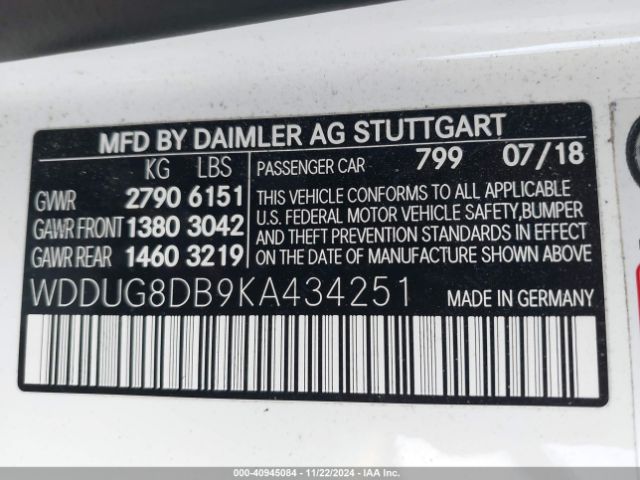 MFD BY DAIMLER AG STUTTGART
KG LBS
GVWR 2790 6151
GAWR FRONT 1380 3042
GAWR REAR 1460 3219
PASSENGER CAR 799 07/18
THIS VEHICLE CONFORMS TO ALL APPLICABLE
U.S. FEDERAL MOTOR VEHICLE SAFETY,BUMPER
AND THEFT PREVENTION STANDARDS IN EFFECT
ON THE DATE OF MANUFACTURE SHOWN ABOVE.
WDDUG8DB9KA434251 MADE IN GERMANY
000-40945084 - 11/22/2024 - IAAI.COM